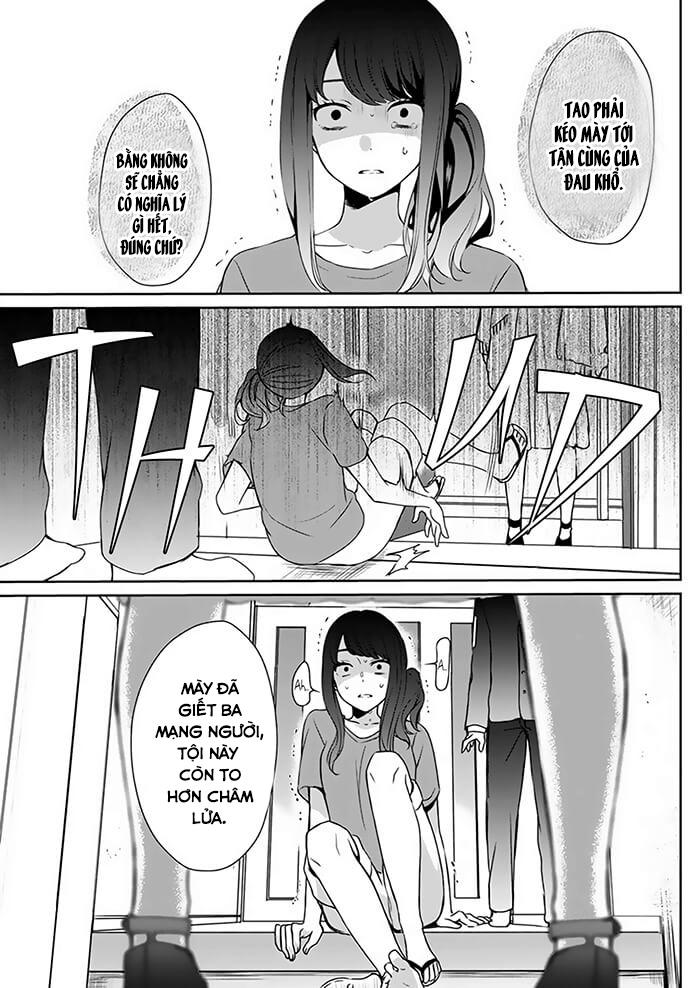 TAO PHẢI
KÉO MÀY TỚI
TẬN CÙNG CỦA
ĐAU KHỔ.
BẰNG KHÔNG
SẼ CHẲNG
CÓ NGHĨA LÝ
GÌ HẾT,
ĐÚNG CHỨ?
THUD
A..
Ah..
MÀY ĐÃ
GIẾT BA
MẠNG NGƯỜI,
TỘI NÀY
CÒN TO
HƠN CHÂM
LỬA.